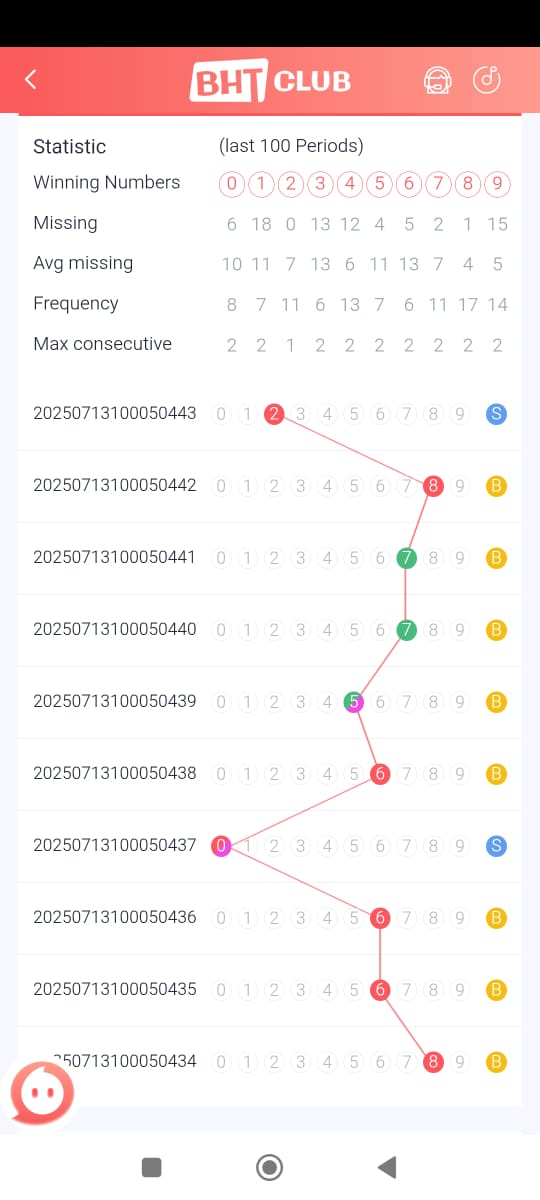 BHT CLUB
Statistic (last 100 Periods)
Winning Numbers 0 1 2 3 4 5 6 7 8 9
Missing 6 18 0 13 12 4 5 2 1 15
Avg missing 10 11 7 13 6 11 13 7 4 5
Frequency 8 7 11 6 13 7 6 11 17 14
Max consecutive 2 2 1 2 2 2 2 2 2 2
20250713100050443 0 1 2 3 4 5 6 7 8 9 S
20250713100050442 0 1 2 3 4 5 6 7 8 9 B
20250713100050441 0 1 2 3 4 5 6 7 8 9 B
20250713100050440 0 1 2 3 4 5 6 7 8 9 B
20250713100050439 0 1 2 3 4 5 6 7 8 9 B
20250713100050438 0 1 2 3 4 5 6 7 8 9 B
20250713100050437 0 1 2 3 4 5 6 7 8 9 S
20250713100050436 0 1 2 3 4 5 6 7 8 9 B
20250713100050435 0 1 2 3 4 5 6 7 8 9 B
250713100050434 0 1 2 3 4 5 6 7 8 9 B